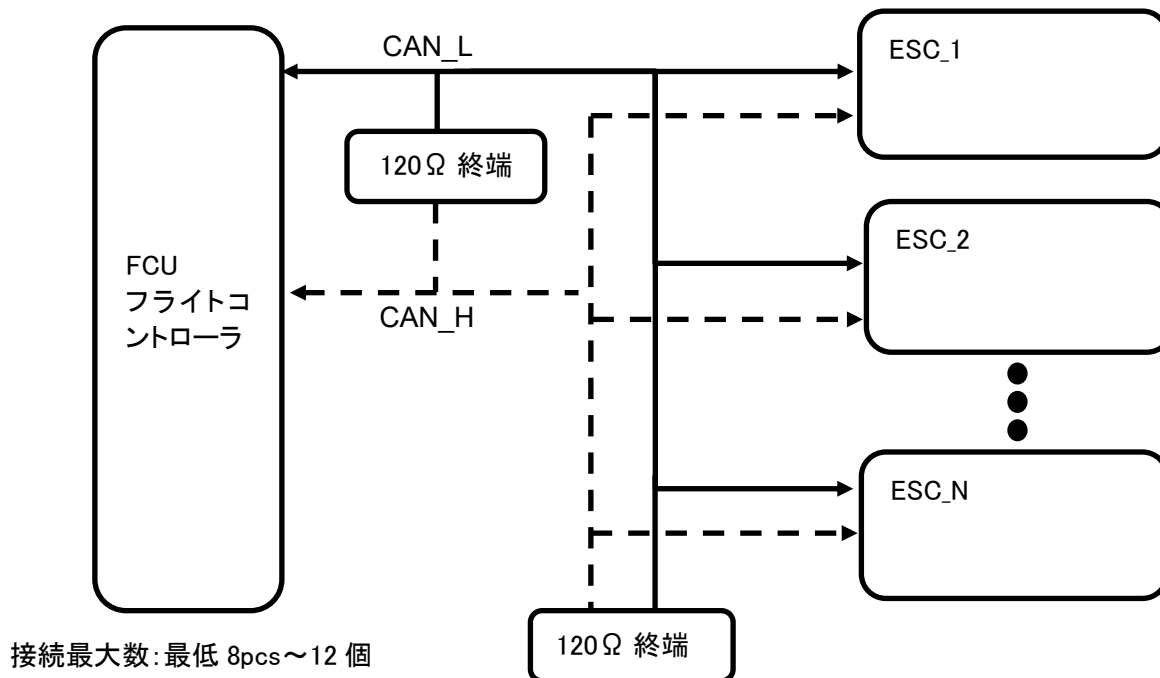 CAN_L
ESC_1
120Ω 終端
ESC_2
FCU
フライトコ
ントローラ
CAN_H
ESC_N
120Ω 終端
接続最大数：最低 8pcs～12 個